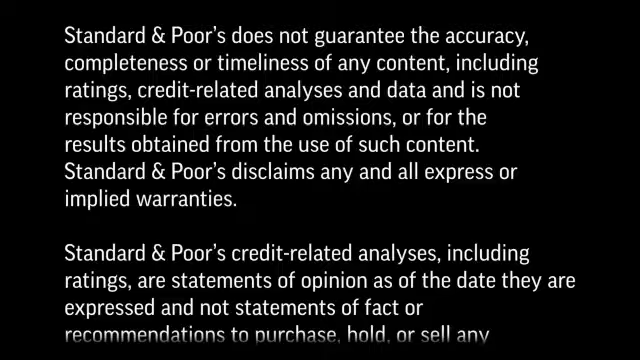 Standard & Poor's does not guarantee the accuracy,
completeness or timeliness of any content, including
ratings, credit-related analyses and data and is not
responsible for errors and omissions, or for the
results obtained from the use of such content.
Standard & Poor's disclaims any and all express or
implied warranties.
Standard & Poor's credit-related analyses, including
ratings, are statements of opinion as of the date they are
expressed and not statements of fact or
recommendations to purchase, hold, or sell any